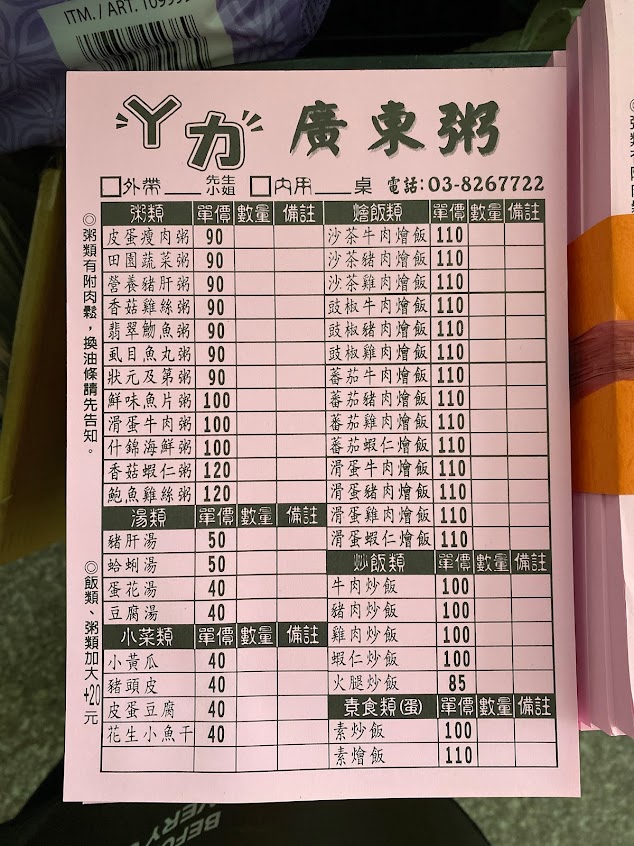 ITM. / ART. 109992
ㄚ力 廣東粥
□外帶___先生小姐 □內用___桌 電話:03-8267722
◎粥類有附肉鬆,換油條請先告知。
◎飯類、粥類加大+20元
粥類 單價 數量 備註
皮蛋瘦肉粥 90
田園蔬菜粥 90
營養豬肝粥 90
香菇雞絲粥 90
翡翠魩魚粥 90
虱目魚丸粥 90
狀元及第粥 90
鮮味魚片粥 100
滑蛋牛肉粥 100
什錦海鮮粥 100
香菇蝦仁粥 120
鮑魚雞絲粥 120
湯類 單價 數量 備註
豬肝湯 50
蛤蜊湯 50
蛋花湯 40
豆腐湯 40
小菜類 單價 數量 備註
小黃瓜 40
豬頭皮 40
皮蛋豆腐 40
花生小魚干 40
燴飯類 單價 數量 備註
沙茶牛肉燴飯 110
沙茶豬肉燴飯 110
沙茶雞肉燴飯 110
豉椒牛肉燴飯 110
豉椒豬肉燴飯 110
豉椒雞肉燴飯 110
蕃茄牛肉燴飯 110
蕃茄豬肉燴飯 110
蕃茄雞肉燴飯 110
蕃茄蝦仁燴飯 110
滑蛋牛肉燴飯 110
滑蛋豬肉燴飯 110
滑蛋雞肉燴飯 110
滑蛋蝦仁燴飯 110
炒飯類 單價 數量 備註
牛肉炒飯 100
豬肉炒飯 100
雞肉炒飯 100
蝦仁炒飯 100
火腿炒飯 85
素食類(蛋) 單價 數量 備註
素炒飯 100
素燴飯 110